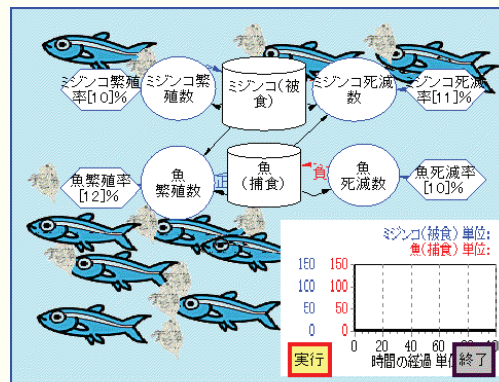 ミジンコ繁殖
率[10]%
ミジンコ繁
殖数
ミジンコ(被
食)
ミジンコ死滅
数
ミジンコ死滅
率[11]%
魚繁殖率
[12]%
魚
繁殖数
正
魚
(捕食)
負
魚
死滅数
魚死滅率
[10]%
ミジンコ(被食) 単位:
魚(捕食) 単位:
150 150
100 100
50 50
0 0
0 20 40 60 80
時間の経過 単位
実行
終了